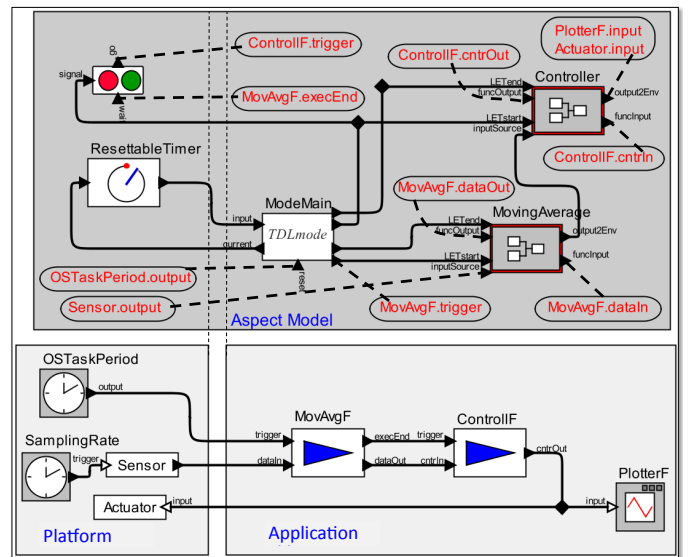 go
ControlIF.trigger
PlotterF.input
Actuator.input
ControlIF.cntrOut
signal
Controller
LETend
funcOutput
output2Env
wait
MovAvgF.execEnd
LETstart
funcInput
inputSource
ResettableTimer
ControlIF.cntrIn
MovAvgF.dataOut
ModeMain
MovingAverage
input
TDLmode
LETend
funcOutput
output2Env
current
LETstart
funcInput
inputSource
OSTaskPeriod.output
reset
Sensor.output
MovAvgF.trigger
MovAvgF.dataIn
Aspect Model
OSTaskPeriod
output
MovAvgF
ControlIF
SamplingRate
trigger
execEnd
trigger
cntrOut
trigger
Sensor
dataIn
dataOut
cntrIn
PlotterF
Actuator
input
input
Platform
Application